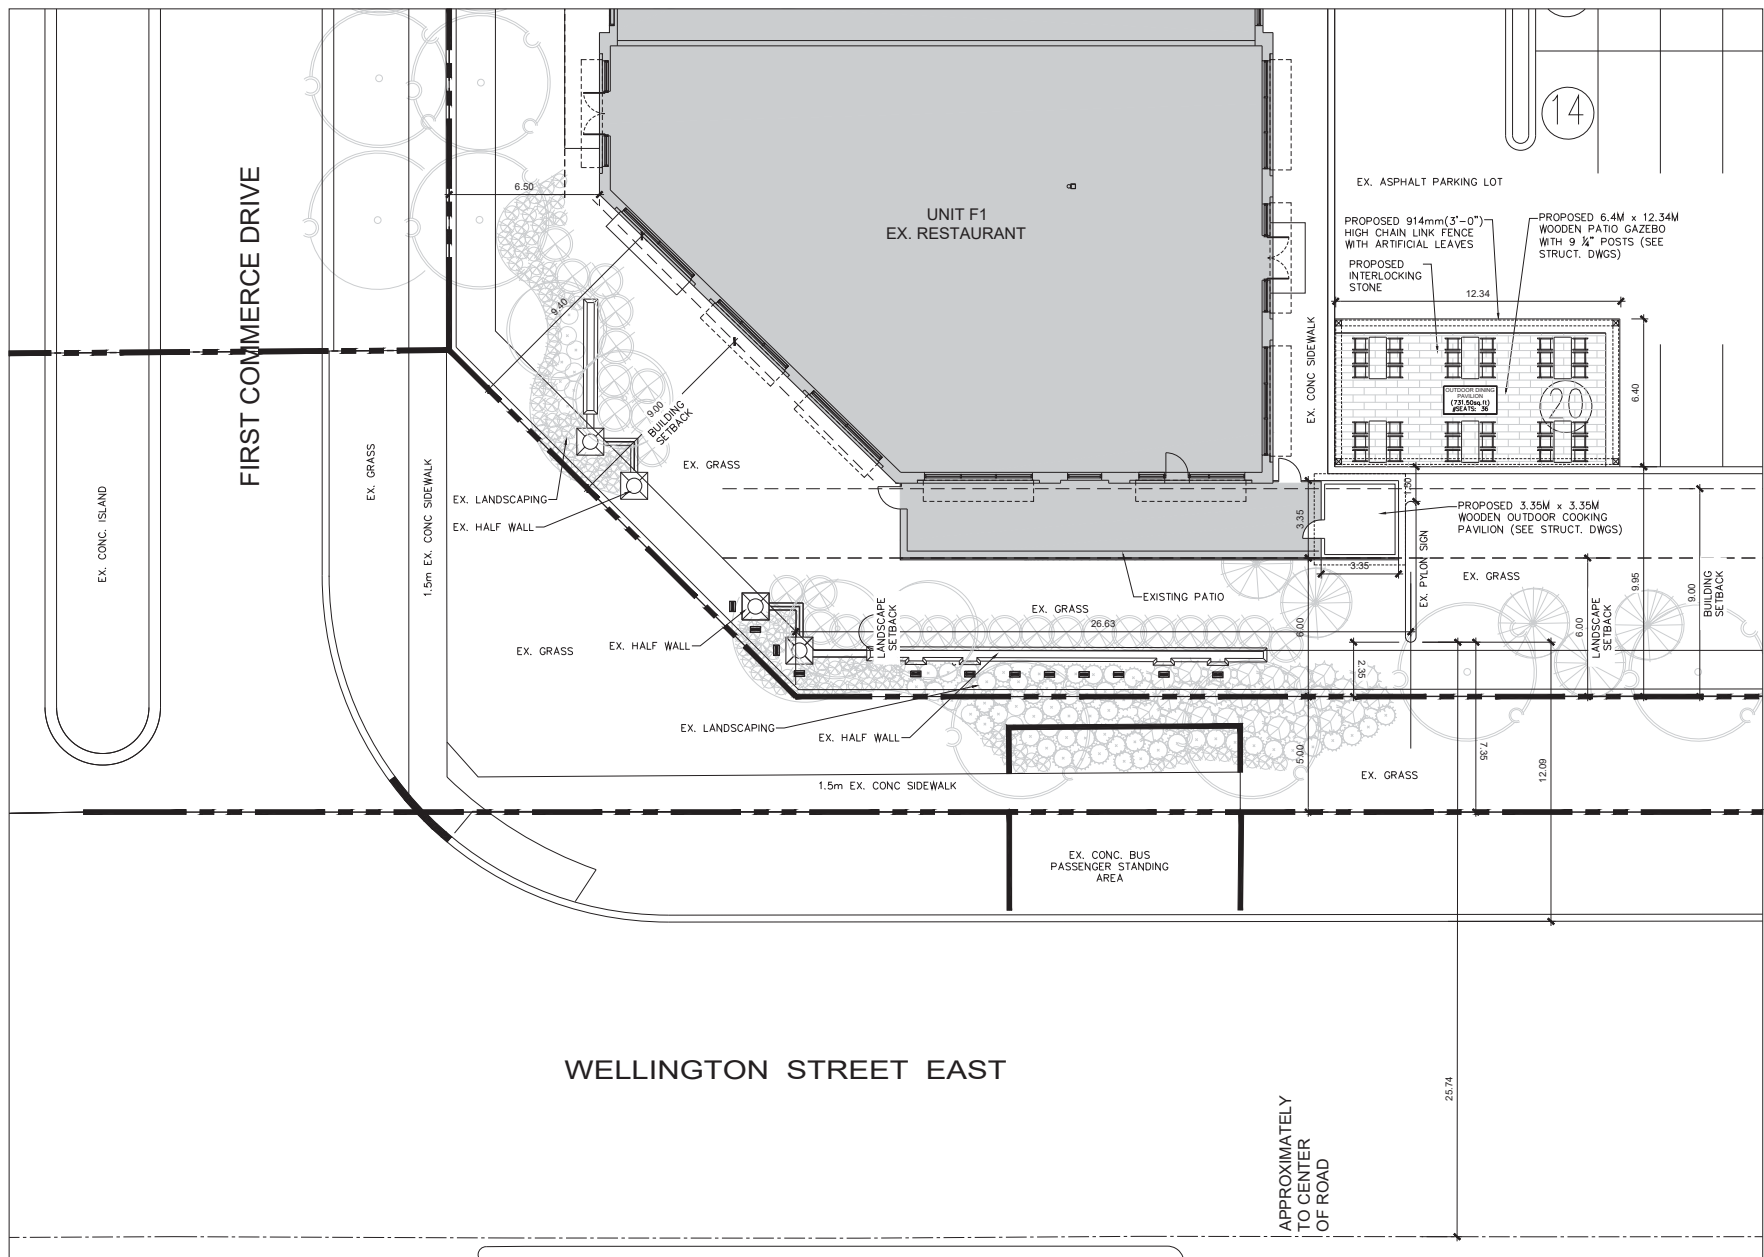 14
EX. ASPHALT PARKING LOT
FIRST COMMERCE DRIVE
6.50
UNIT F1
EX. RESTAURANT
PROPOSED 914mm(3'-0")
HIGH CHAIN LINK FENCE
WITH ARTIFICIAL LEAVES
PROPOSED 6.4M x 12.34M
WOODEN PATIO GAZEBO
WITH 9 ¼" POSTS (SEE
STRUCT. DWGS)
PROPOSED
INTERLOCKING
STONE
12.34
9.40
EX. CONC SIDEWALK
6.40
OUTDOOR DINING
PAVILION
(731.50sq.ft)
#SEATS: 36
20
9.00
BUILDING
SETBACK
EX. GRASS
EX. GRASS
1.5m EX. CONC SIDEWALK
EX. CONC. ISLAND
EX. LANDSCAPING
EX. HALF WALL
1.50
3.35
PROPOSED 3.35M x 3.35M
WOODEN OUTDOOR COOKING
PAVILION (SEE STRUCT. DWGS)
3.35
EX. PYLON SIGN
EX. GRASS
EXISTING PATIO
EX. GRASS
26.63
6.00
6.00
LANDSCAPE
SETBACK
9.95
9.00
BUILDING
SETBACK
LANDSCAPE
SETBACK
EX. GRASS
EX. HALF WALL
2.35
EX. LANDSCAPING
EX. HALF WALL
5.00
7.35
12.09
EX. GRASS
1.5m EX. CONC SIDEWALK
EX. CONC. BUS
PASSENGER STANDING
AREA
WELLINGTON STREET EAST
25.74
APPROXIMATELY
TO CENTER
OF ROAD